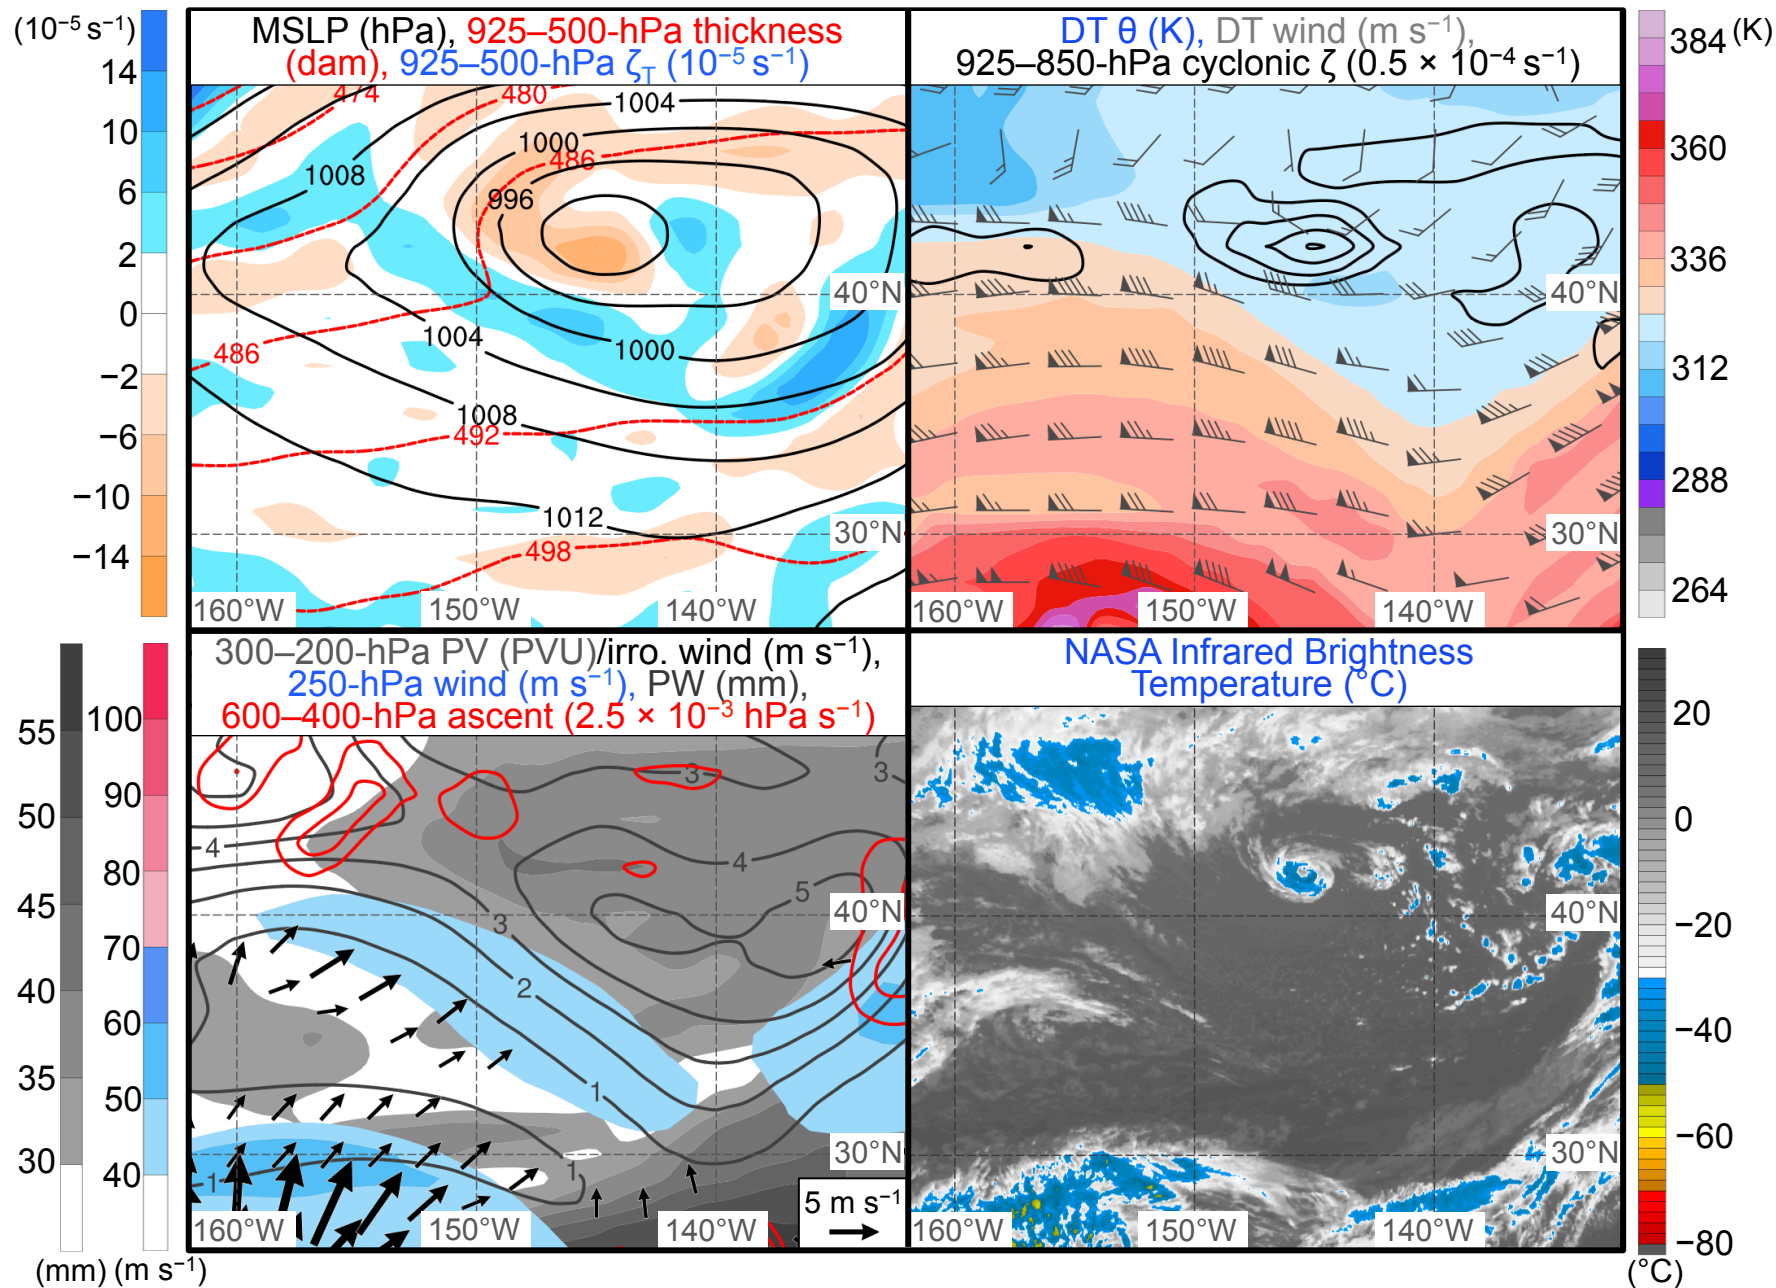 (10⁻⁵ s⁻¹)
14
10
6
2
0
−2
−6
−10
−14
MSLP (hPa), 925–500-hPa thickness
(dam), 925–500-hPa ζT (10⁻⁵ s⁻¹)
474
480
1004
1000
486
1008
996
40°N
1004
486
1000
1008
492
1012
30°N
498
160°W
150°W
140°W
DT θ (K), DT wind (m s⁻¹),
925–850-hPa cyclonic ζ (0.5 × 10⁻⁴ s⁻¹)
40°N
30°N
160°W
150°W
140°W
384 (K)
360
336
312
288
264
55
50
45
40
35
30
(mm)
100
90
80
70
60
50
40
(m s⁻¹)
300–200-hPa PV (PVU)/irro. wind (m s⁻¹),
250-hPa wind (m s⁻¹), PW (mm),
600–400-hPa ascent (2.5 × 10⁻³ hPa s⁻¹)
3
3
4
4
5
3
40°N
2
1
1
30°N
1
5 m s⁻¹
160°W
150°W
140°W
NASA Infrared Brightness
Temperature (°C)
40°N
30°N
160°W
150°W
140°W
20
0
−20
−40
−60
−80
(°C)